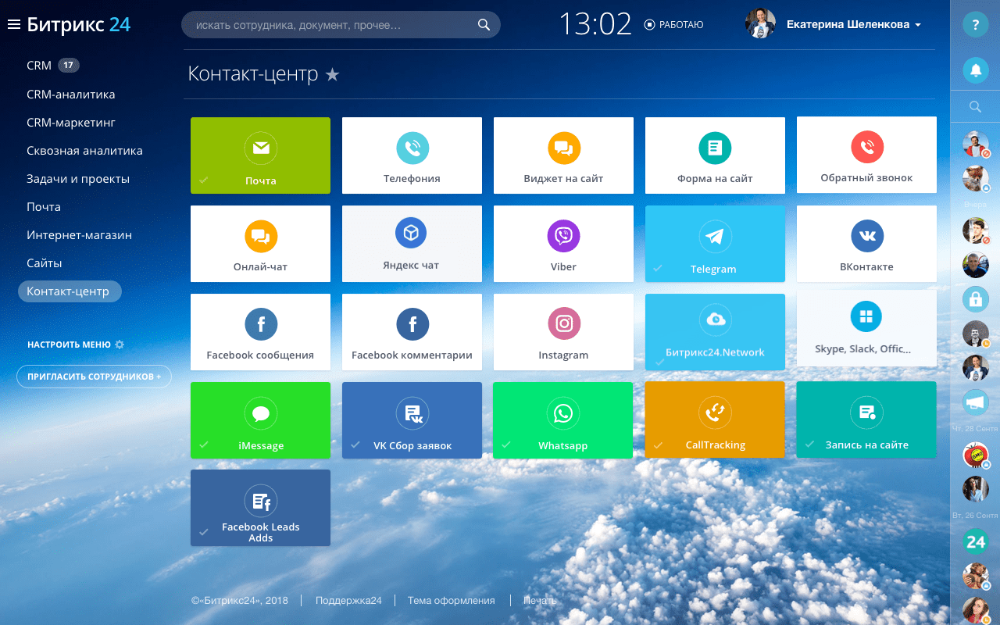 Битрикс 24
искать сотрудника, документ, прочее...
13:02
РАБОТАЮ
Екатерина Шеленкова
?
CRM 17
CRM-аналитика
CRM-маркетинг
Сквозная аналитика
Задачи и проекты
Почта
Интернет-магазин
Сайты
Контакт-центр
НАСТРОИТЬ МЕНЮ
ПРИГЛАСИТЬ СОТРУДНИКОВ +
Контакт-центр
Почта
Телефония
Виджет на сайт
Форма на сайт
Обратный звонок
Онлай-чат
Яндекс чат
Viber
Telegram
ВКонтакте
Facebook сообщения
Facebook комментарии
Instagram
Битрикс24.Network
Skype, Slack, Offic...
iMessage
VK Сбор заявок
Whatsapp
CallTracking
Запись на сайте
Facebook Leads
Adds
©«Битрикс24», 2018
Поддержка24
Тема оформления
Печать
Вчера
Чт, 28 Сентя
Вт, 26 Сентя
24